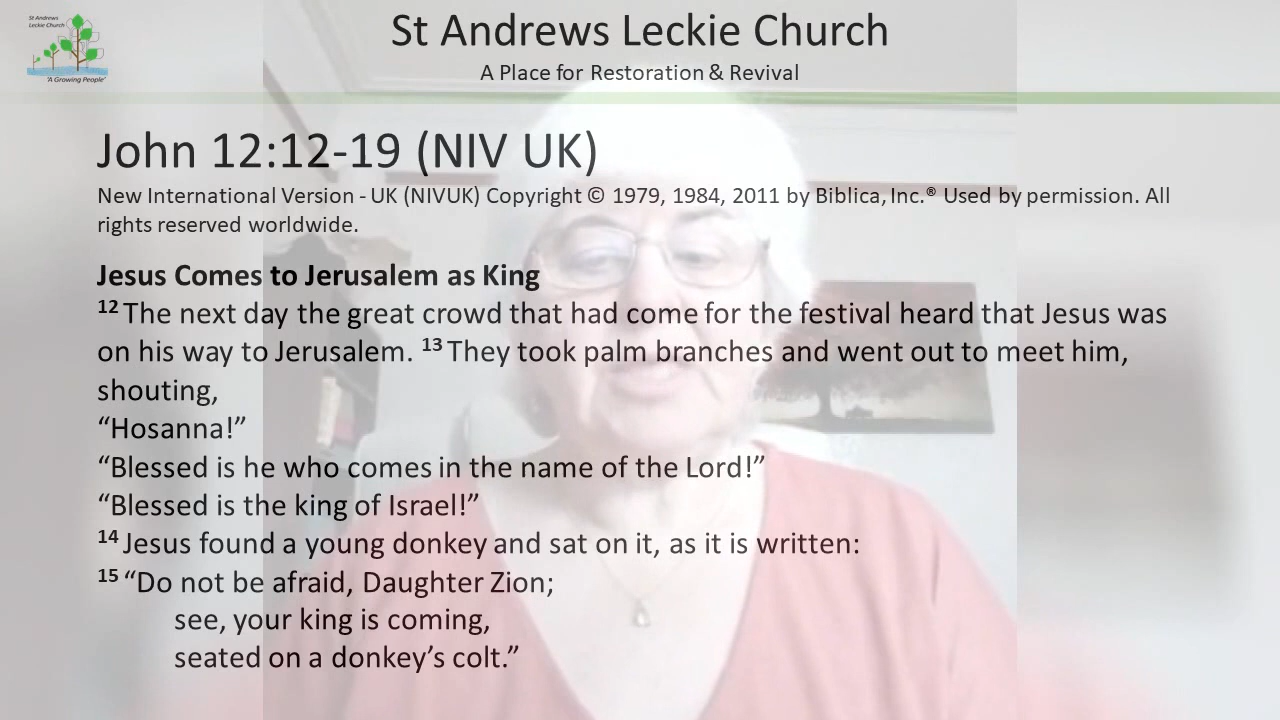 St Andrews
Leckie Church
'A Growing People'
St Andrews Leckie Church
A Place for Restoration & Revival
John 12:12-19 (NIV UK)
New International Version - UK (NIVUK) Copyright © 1979, 1984, 2011 by Biblica, Inc.® Used by permission. All
rights reserved worldwide.
Jesus Comes to Jerusalem as King
12 The next day the great crowd that had come for the festival heard that Jesus was
on his way to Jerusalem. 13 They took palm branches and went out to meet him,
shouting,
“Hosanna!”
“Blessed is he who comes in the name of the Lord!”
“Blessed is the king of Israel!”
14 Jesus found a young donkey and sat on it, as it is written:
15 “Do not be afraid, Daughter Zion;
see, your king is coming,
seated on a donkey’s colt.”